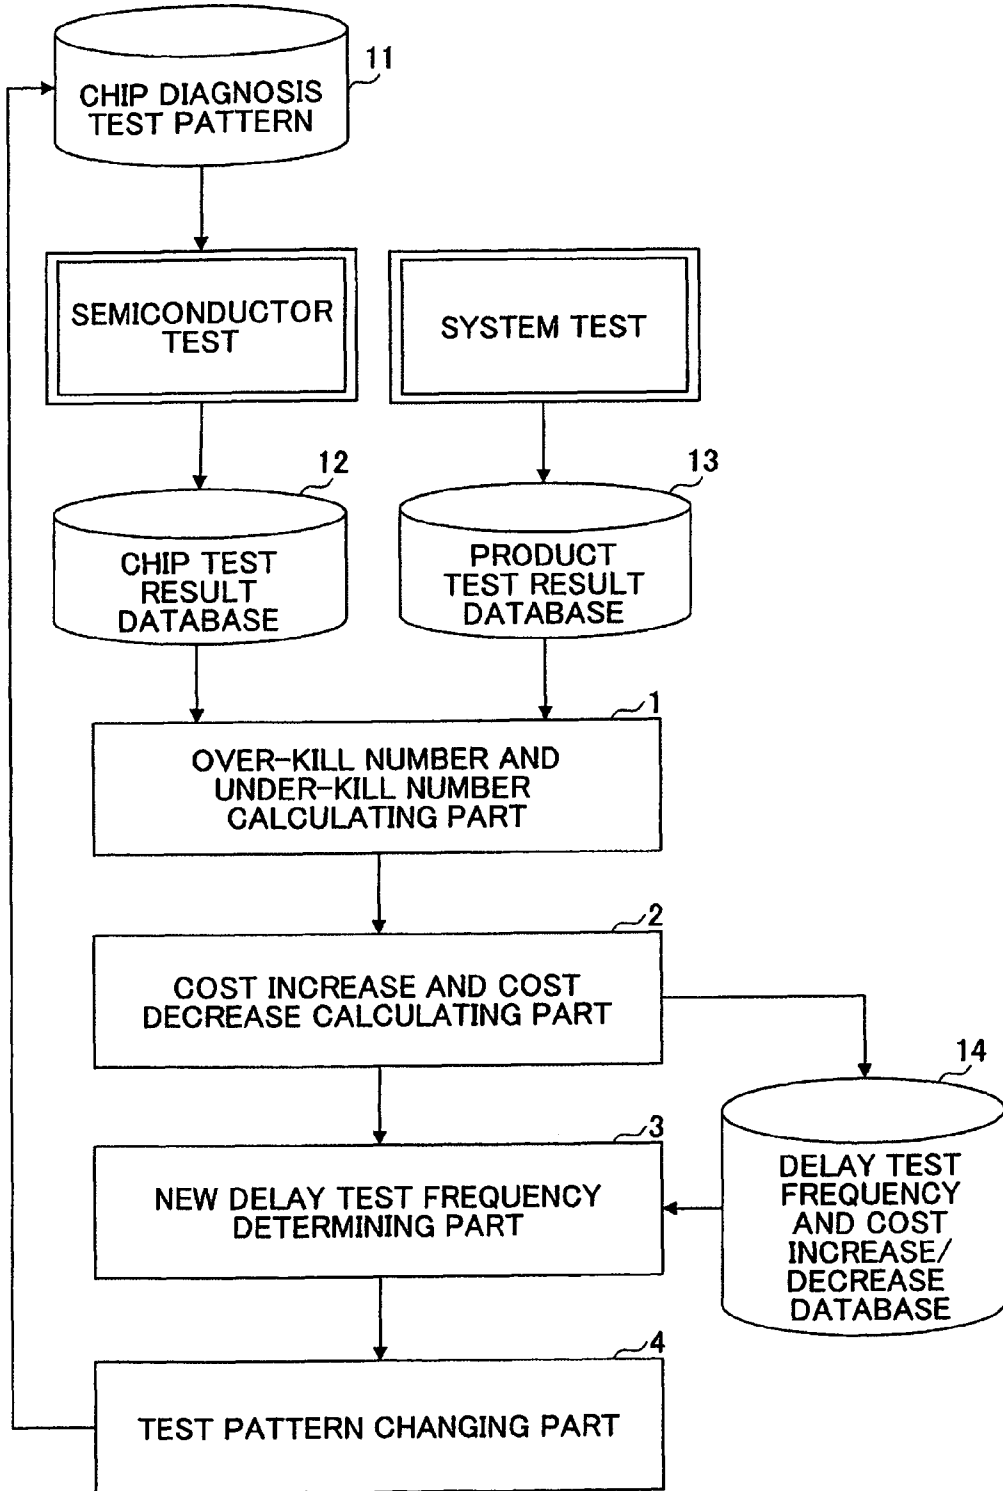 11
CHIP DIAGNOSIS
TEST PATTERN
SEMICONDUCTOR
TEST
SYSTEM TEST
12
CHIP TEST
RESULT
DATABASE
13
PRODUCT
TEST RESULT
DATABASE
1
OVER-KILL NUMBER AND
UNDER-KILL NUMBER
CALCULATING PART
2
COST INCREASE AND COST
DECREASE CALCULATING PART
14
DELAY TEST
FREQUENCY
AND COST
INCREASE/
DECREASE
DATABASE
3
NEW DELAY TEST FREQUENCY
DETERMINING PART
4
TEST PATTERN CHANGING PART